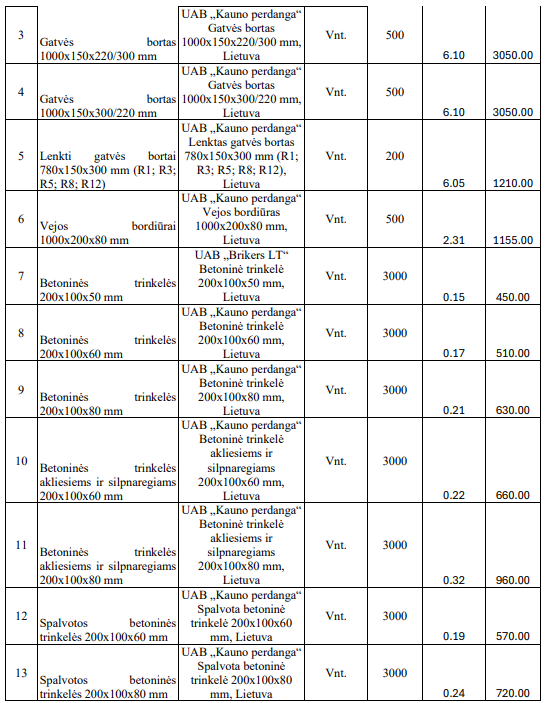 3
Gatvės bortas
1000x150x220/300 mm
UAB „Kauno perdanga“
Gatvės bortas
1000x150x220/300 mm,
Lietuva
Vnt.
500
6.10
3050.00
4
Gatvės bortas
1000x150x300/220 mm
UAB „Kauno perdanga“
Gatvės bortas
1000x150x300/220 mm,
Lietuva
Vnt.
500
6.10
3050.00
5
Lenkti gatvės bortai
780x150x300 mm (R1; R3;
R5; R8; R12)
UAB „Kauno perdanga“
Lenktas gatvės bortas
780x150x300 mm (R1;
R3; R5; R8; R12),
Lietuva
Vnt.
200
6.05
1210.00
6
Vejos bordiūrai
1000x200x80 mm
UAB „Kauno perdanga“
Vejos bordiūras
1000x200x80 mm,
Lietuva
Vnt.
500
2.31
1155.00
7
Betoninės trinkelės
200x100x50 mm
UAB „Brikers LT“
Betoninė trinkelė
200x100x50 mm,
Lietuva
Vnt.
3000
0.15
450.00
8
Betoninės trinkelės
200x100x60 mm
UAB „Kauno perdanga“
Betoninė trinkelė
200x100x60 mm,
Lietuva
Vnt.
3000
0.17
510.00
9
Betoninės trinkelės
200x100x80 mm
UAB „Kauno perdanga“
Betoninė trinkelė
200x100x80 mm,
Lietuva
Vnt.
3000
0.21
630.00
10
Betoninės trinkelės
akliesiems ir silpnaregiams
200x100x60 mm
UAB „Kauno perdanga“
Betoninė trinkelė
akliesiems ir
silpnaregiams
200x100x60 mm,
Lietuva
Vnt.
3000
0.22
660.00
11
Betoninės trinkelės
akliesiems ir silpnaregiams
200x100x80 mm
UAB „Kauno perdanga“
Betoninė trinkelė
akliesiems ir
silpnaregiams
200x100x80 mm,
Lietuva
Vnt.
3000
0.32
960.00
12
Spalvotos betoninės
trinkelės 200x100x60 mm
UAB „Kauno perdanga“
Spalvota betoninė
trinkelė 200x100x60
mm, Lietuva
Vnt.
3000
0.19
570.00
13
Spalvotos betoninės
trinkelės 200x100x80 mm
UAB „Kauno perdanga“
Spalvota betoninė
trinkelė 200x100x80
mm, Lietuva
Vnt.
3000
0.24
720.00